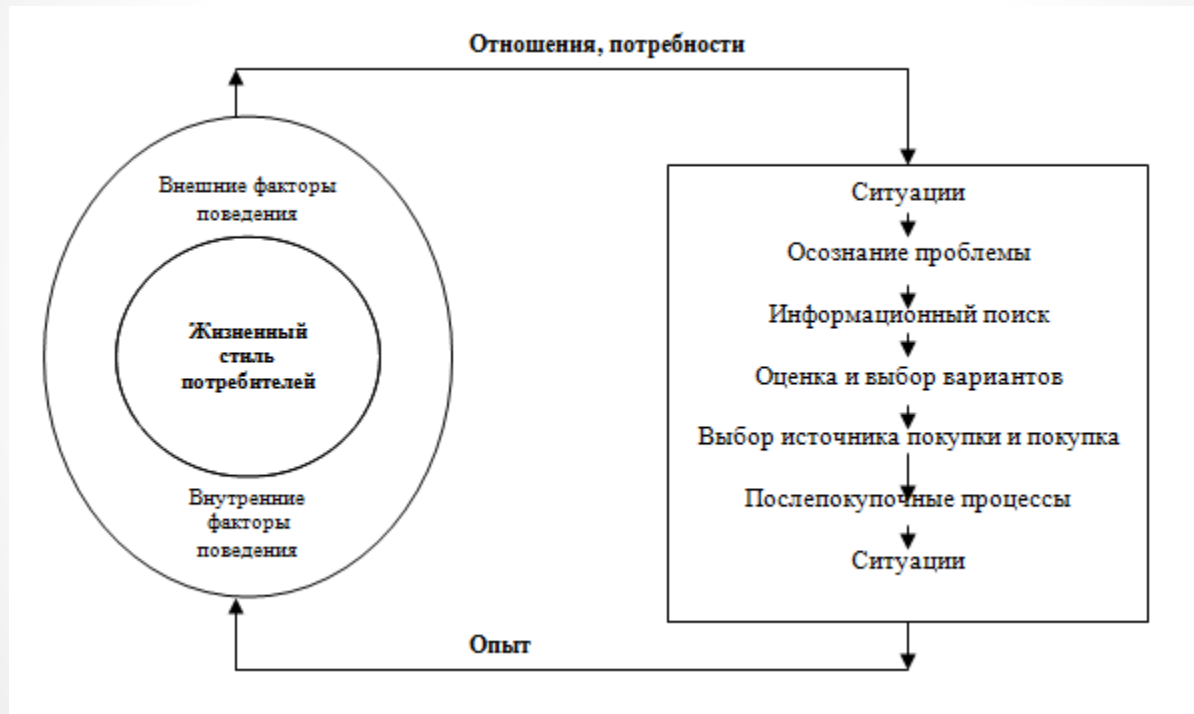 Отношения, потребности
Внешние факторы
поведения
Жизненный
стиль
потребителей
Внутренние
факторы
поведения
Ситуации
Осознание проблемы
Информационный поиск
Оценка и выбор вариантов
Выбор источника покупки и покупка
Послепокупочные процессы
Ситуации
Опыт